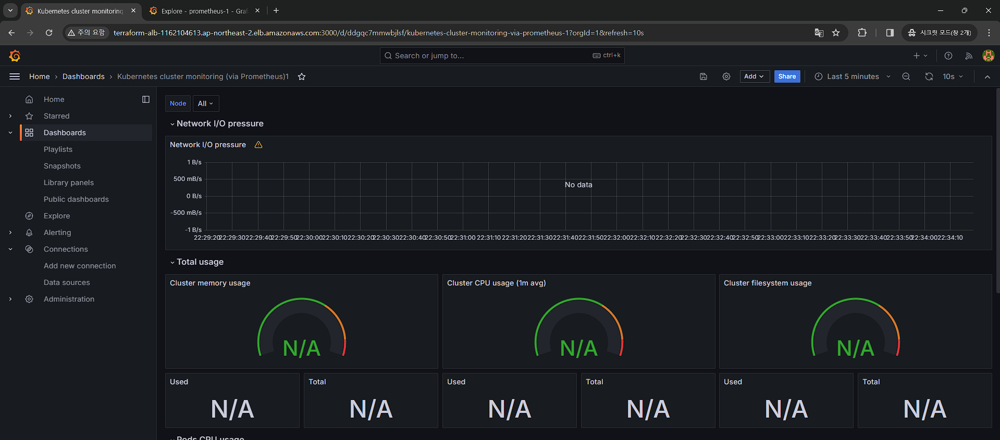 Kubernetes cluster monitoring
Explore - prometheus-1 - Graf
주의 요함
terraform-alb-1162104613.ap-northeast-2.elb.amazonaws.com:3000/d/ddgqc7mmwbjlsf/kubernetes-cluster-monitoring-via-prometheus-1?orgId=1&refresh=10s
시크릿 모드(창 2개)
Search or jump to...
ctrl+k
Home › Dashboards › Kubernetes cluster monitoring (via Prometheus)1
Add
Share
Last 5 minutes
10s
Home
Starred
Dashboards
Playlists
Snapshots
Library panels
Public dashboards
Explore
Alerting
Connections
Add new connection
Data sources
Administration
Node
All
Network I/O pressure
Network I/O pressure
1 B/s
500 mB/s
0 B/s
-500 mB/s
-1 B/s
No data
22:29:20 22:29:30 22:29:40 22:29:50 22:30:00 22:30:10 22:30:20 22:30:30 22:30:40 22:30:50 22:31:00 22:31:10 22:31:20 22:31:30 22:31:40 22:31:50 22:32:00 22:32:10 22:32:20 22:32:30 22:32:40 22:32:50 22:33:00 22:33:10 22:33:20 22:33:30 22:33:40 22:33:50 22:34:00 22:34:10
Total usage
Cluster memory usage
N/A
Cluster CPU usage (1m avg)
N/A
Cluster filesystem usage
N/A
Used
N/A
Total
N/A
Used
N/A
Total
N/A
Used
N/A
Total
N/A
Pods CPU usage